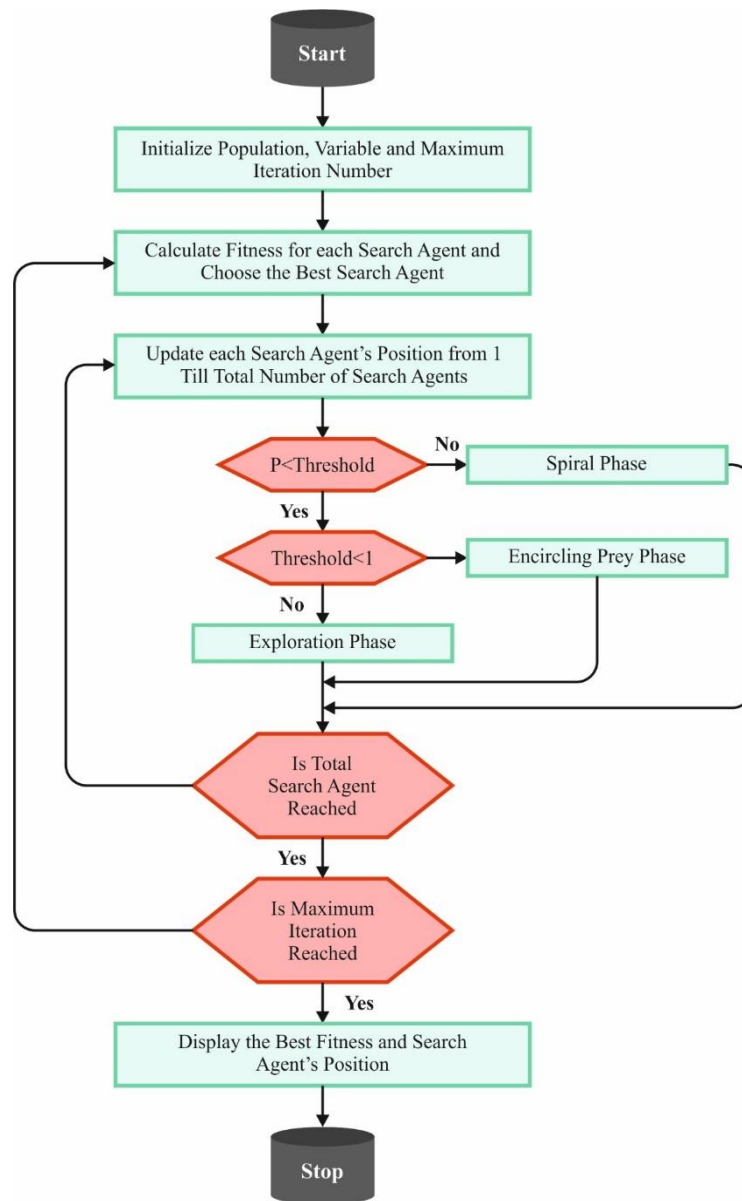 Start
Initialize Population, Variable and Maximum
Iteration Number
Calculate Fitness for each Search Agent and
Choose the Best Search Agent
Update each Search Agent's Position from 1
Till Total Number of Search Agents
P<Threshold
No
Spiral Phase
Yes
Threshold<1
Encircling Prey Phase
No
Exploration Phase
Is Total
Search Agent
Reached
Yes
Is Maximum
Iteration
Reached
Yes
Display the Best Fitness and Search
Agent's Position
Stop